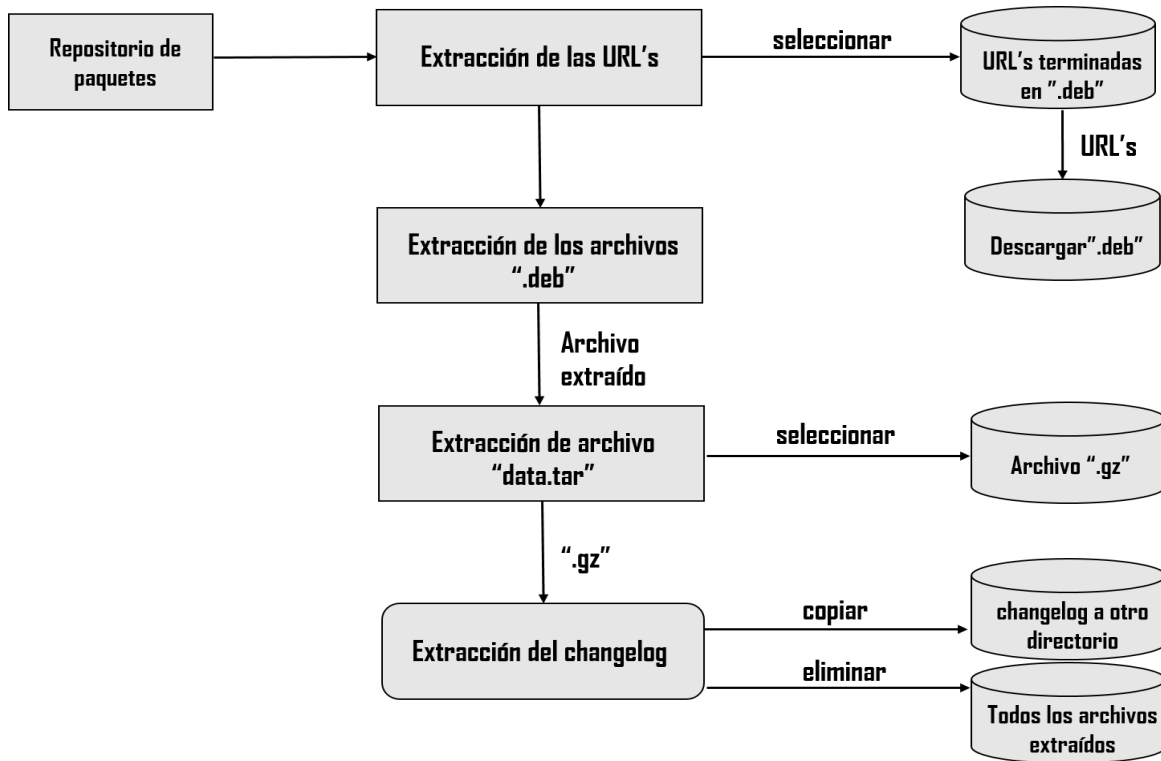 Repositorio de
paquetes
Extracción de las URL's
seleccionar
URL's terminadas
en ”.deb”
URL's
Descargar”.deb”
Extracción de los archivos
“.deb”
Archivo
extraído
Extracción de archivo
“data.tar”
seleccionar
Archivo “.gz”
“.gz”
Extracción del changelog
copiar
changelog a otro
directorio
eliminar
Todos los archivos
extraídos